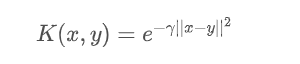 K(x, y) = e^{-γ||x-y||^2}